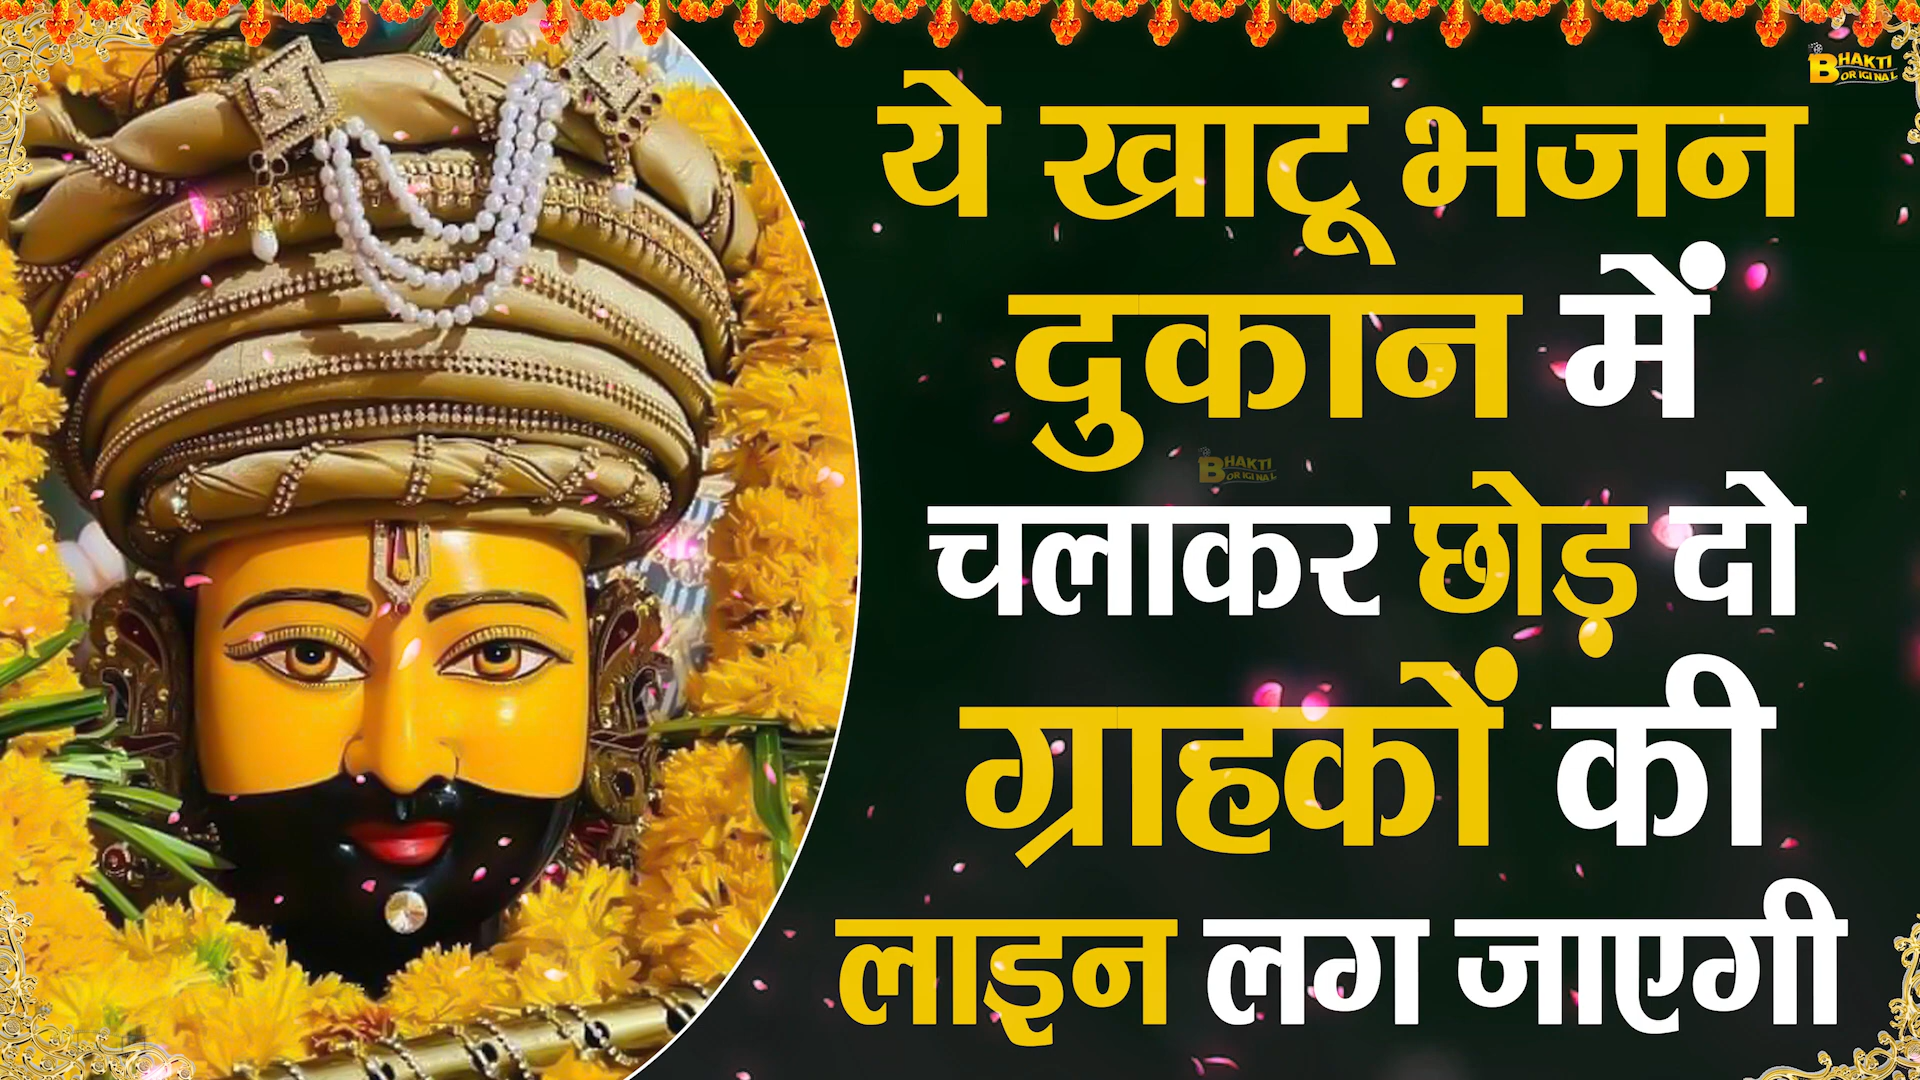 ये खाटू भजन
दुकान में
चलाकर छोड़ दो
ग्राहकों की
लाइन लग जाएगी
BHAKTI
ORIGINAL
BHAKTI
ORIGINAL